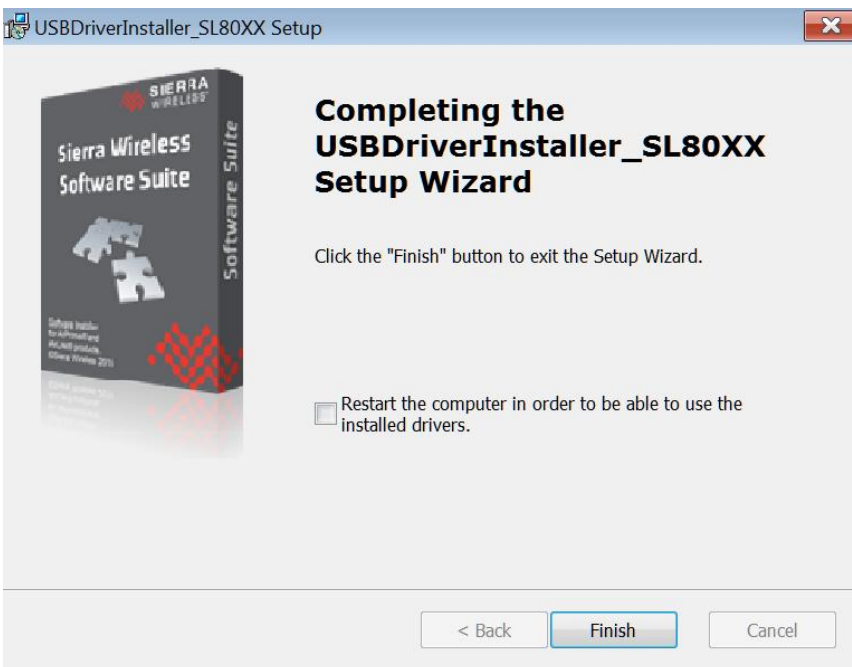 USBDriverInstaller_SL80XX Setup
SIERRA
WIRELESS
Sierra Wireless
Software Suite
Software Suite
Completing the
USBDriverInstaller_SL80XX
Setup Wizard
Click the "Finish" button to exit the Setup Wizard.
Restart the computer in order to be able to use the
installed drivers.
< Back
Finish
Cancel